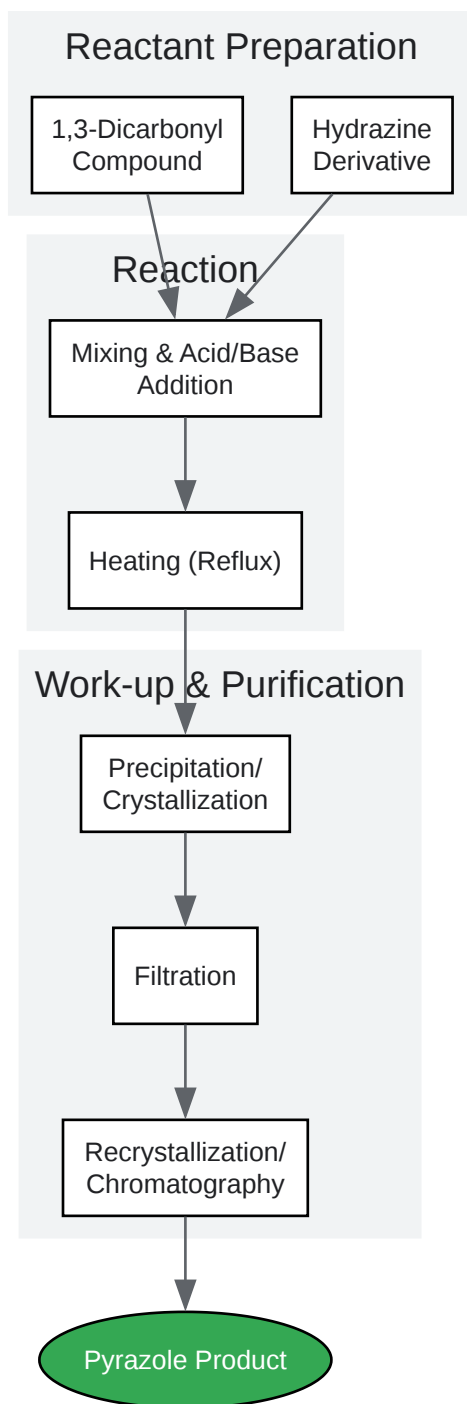 Reactant Preparation
1,3-Dicarbonyl
Compound
Hydrazine
Derivative
Reaction
Mixing & Acid/Base
Addition
Heating (Reflux)
Work-up & Purification
Precipitation/
Crystallization
Filtration
Recrystallization/
Chromatography
Pyrazole Product